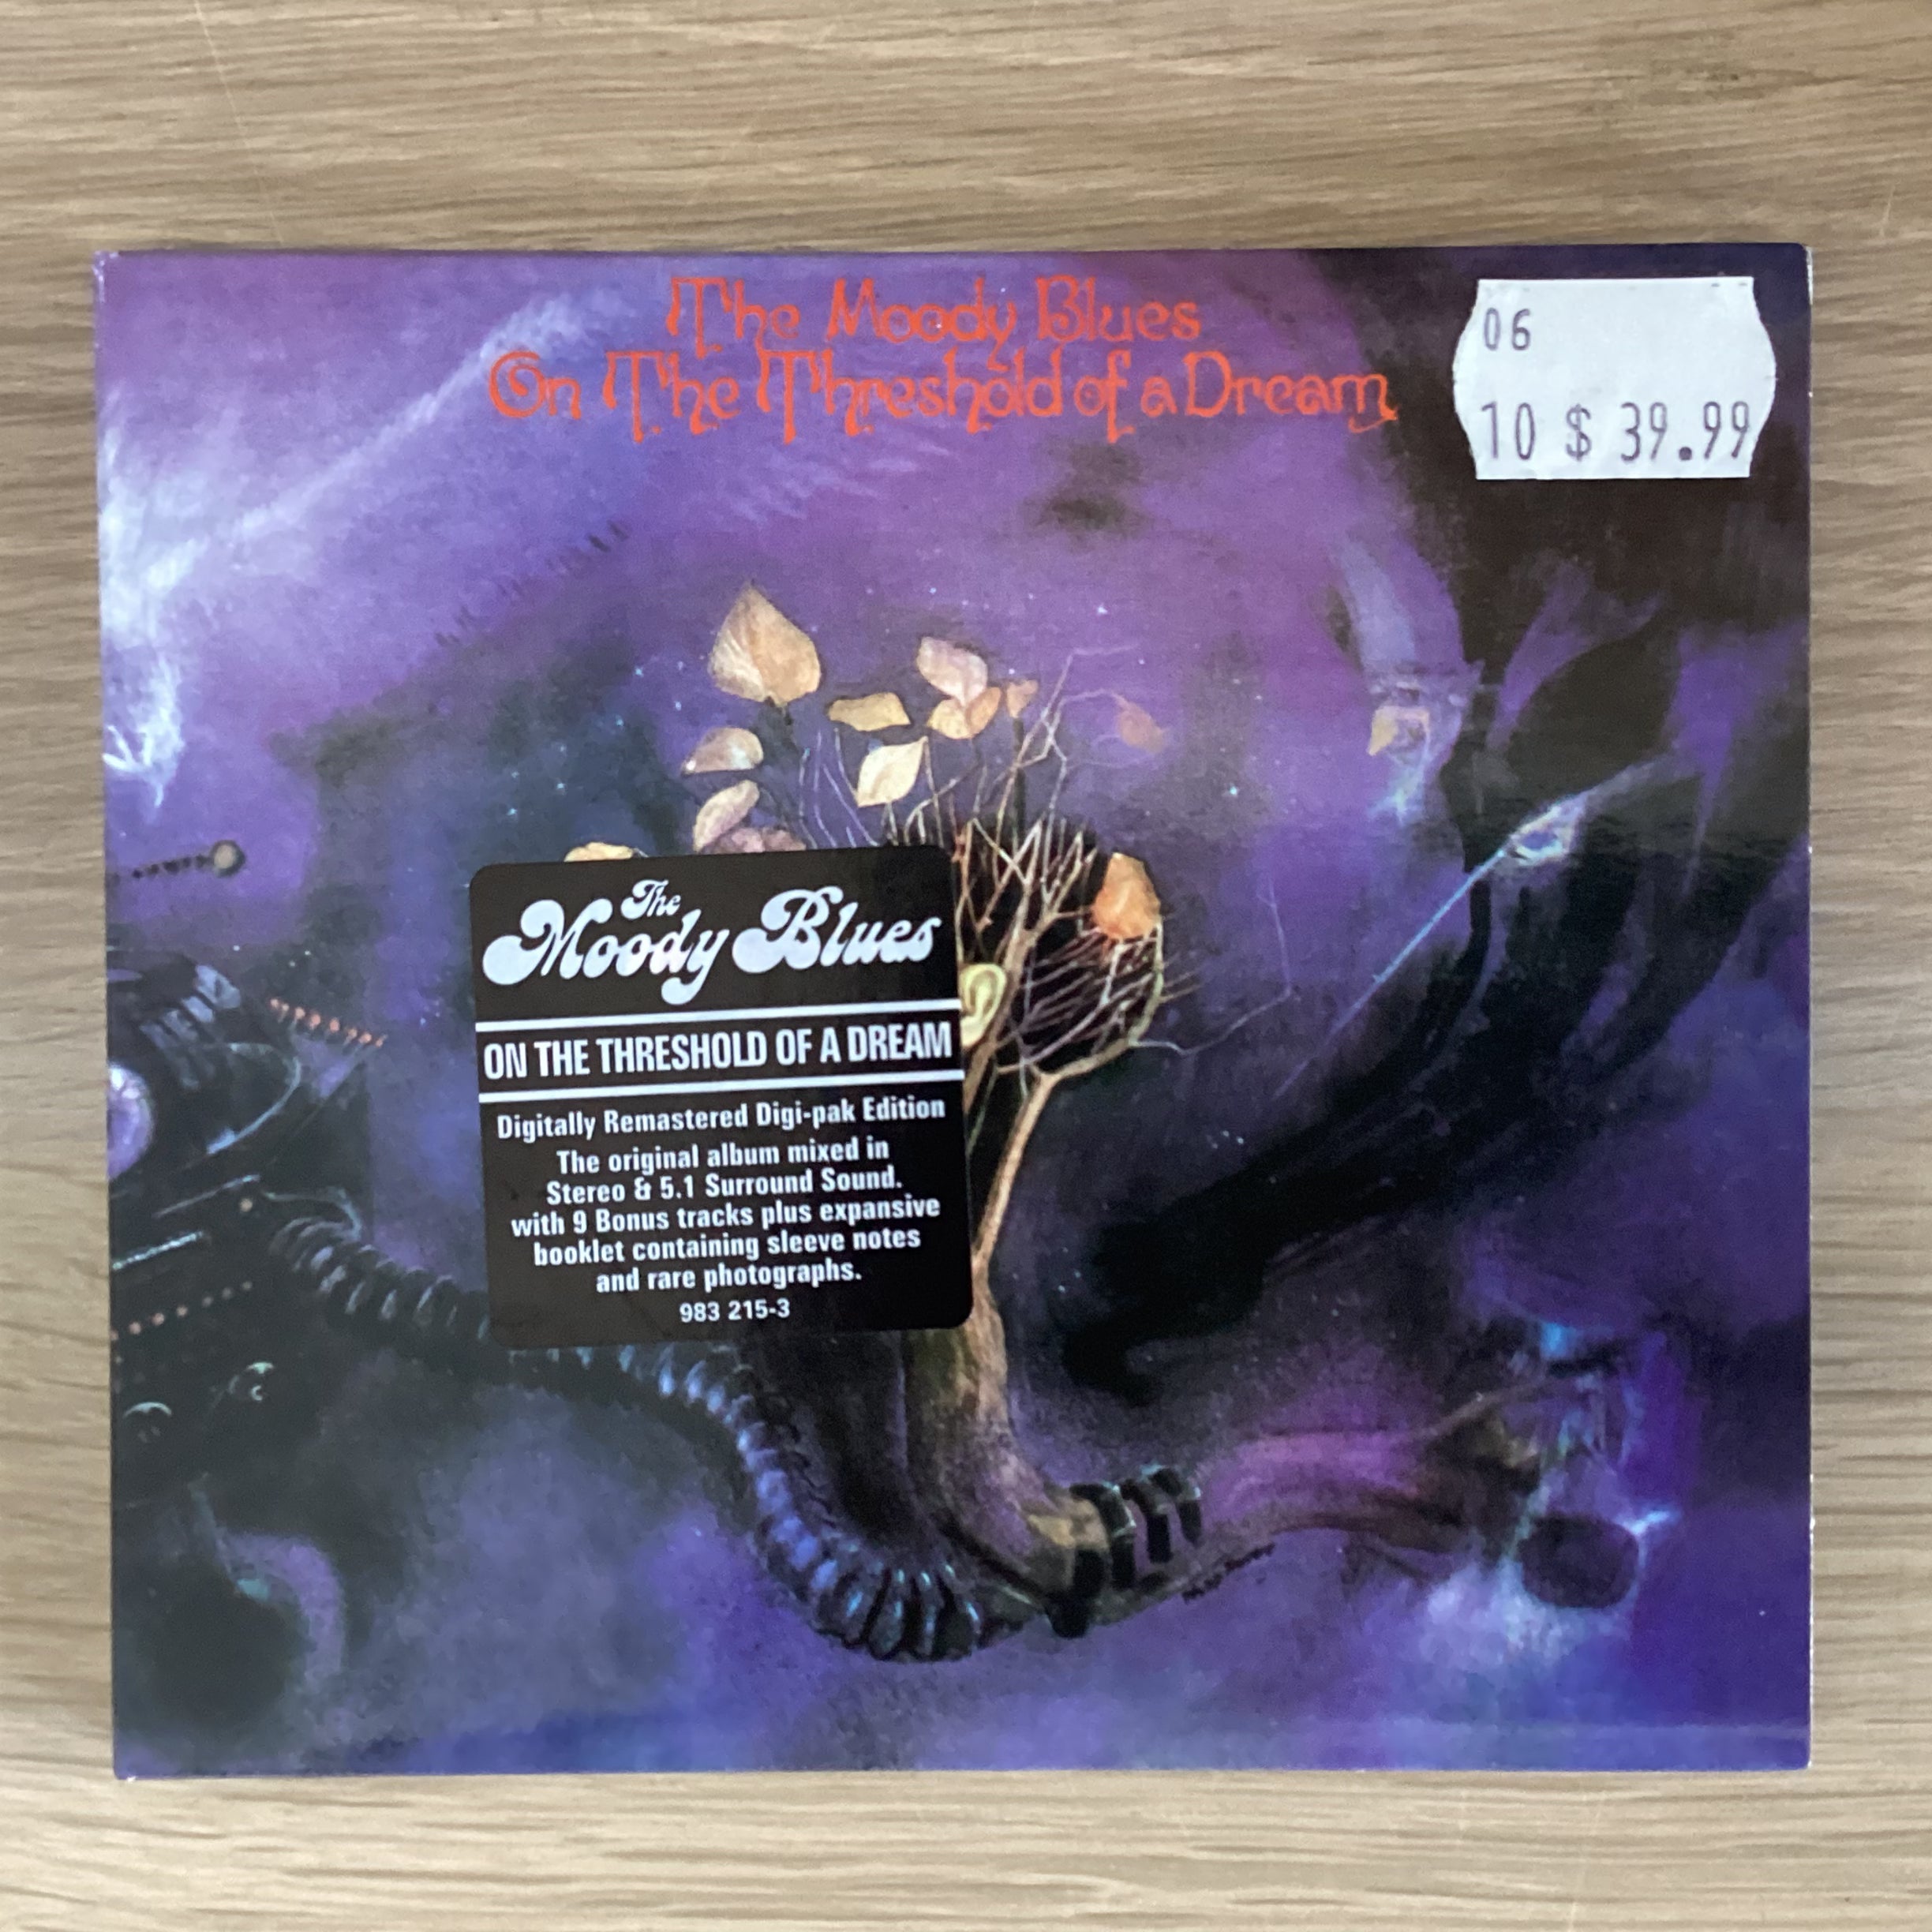 The Moody Blues
On The Threshold of a Dream
06
10 $ 39.99
The
Moody Blues
ON THE THRESHOLD OF A DREAM
Digitally Remastered Digi-pak Edition
The original album mixed in
Stereo & 5.1 Surround Sound.
with 9 Bonus tracks plus expansive
booklet containing sleeve notes
and rare photographs.
983 215-3